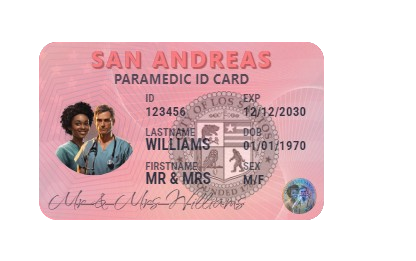 SAN ANDREAS
PARAMEDIC ID CARD
ID EXP
123456 12/12/2030
LASTNAME DOB
WILLIAMS 01/01/1970
FIRSTNAME SEX
MR & MRS M/F
Mr & Mrs Williams